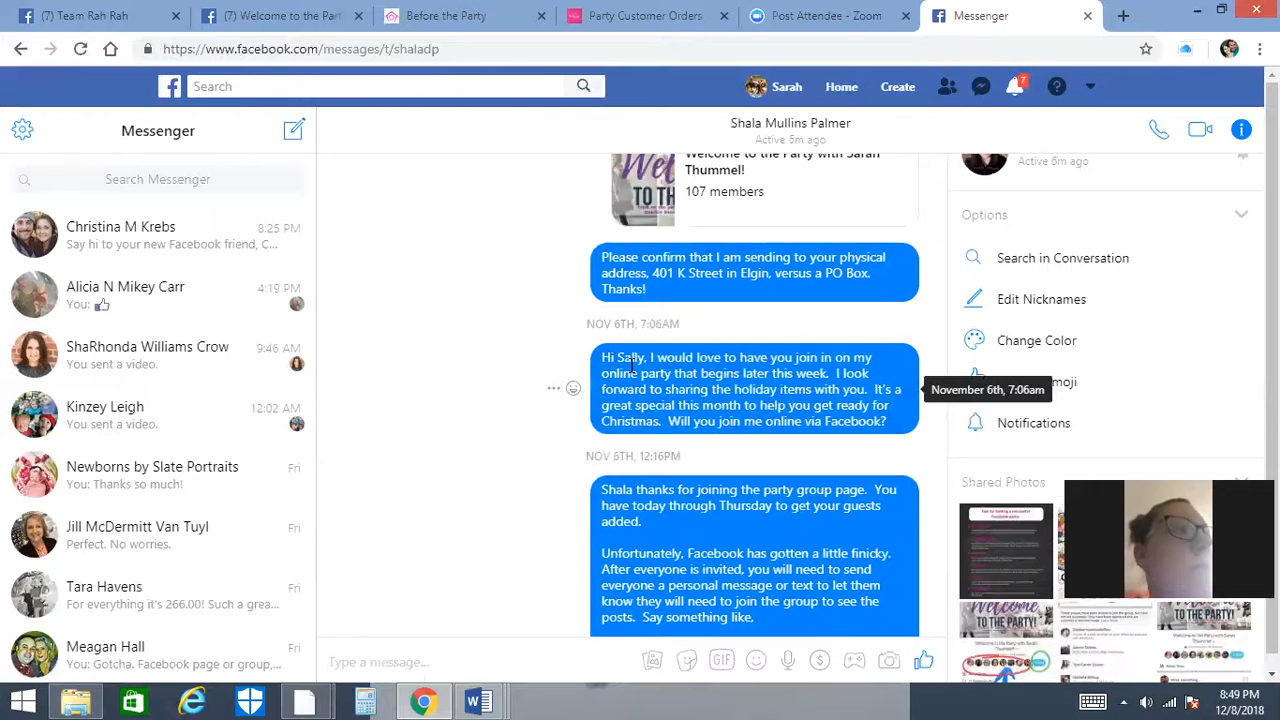 (7) Team Rah Rah
(7) Welcome to the Part
Before the Party
Party Customer Orders
Post Attendee - Zoom
Messenger
https://www.facebook.com/messages/t/shaladp
Search
Sarah
Home
Create
7
Messenger
Search Messenger
Christina M Krebs
8:25 PM
Say hi to your new Facebook friend, C...
Alicia N Mikey Carr
4:19 PM
You:
ShaRhonda Williams Crow
9:46 AM
You sent a video.
Kinzey Leigh
12:02 AM
You sent a video.
Newborns by Slate Portraits
Fri
You: Thanks so much!
Jill McDermitt Van Tuyl
Fri
Perfect. No worries.
Tara Hamm
Fri
For everything it's 266.00! Such a grea...
Meagan Hall
Fri
You: Gotcha. Facebook page or group,...
Shala Mullins Palmer
Active 6m ago
Welcome to the Party with Sarah
Thummel!
107 members
Please confirm that I am sending to your physical
address, 401 K Street in Elgin, versus a PO Box.
Thanks!
NOV 6TH, 7:06AM
Hi Sally, I would love to have you join in on my
online party that begins later this week. I look
forward to sharing the holiday items with you. It's a
great special this month to help you get ready for
Christmas. Will you join me online via Facebook?
NOV 6TH, 12:16PM
Shala thanks for joining the party group page. You
have today through Thursday to get your guests
added.
Unfortunately, Facebook has gotten a little finicky.
After everyone is invited, you will need to send
everyone a personal message or text to let them
know they will need to join the group to see the
posts. Say something like,
Type a message...
GIF
Active 6m ago
Options
Search in Conversation
Edit Nicknames
Change Color
November 6th, 7:06am
moji
Notifications
Shared Photos
TO THE PARTY!
8:49 PM
12/8/2018